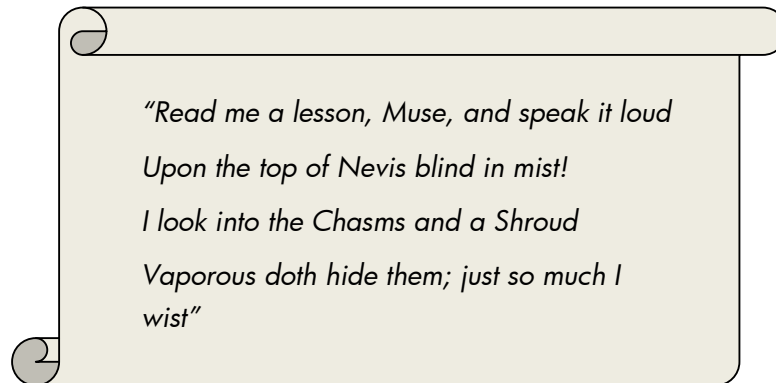 “Read me a lesson, Muse, and speak it loud
Upon the top of Nevis blind in mist!
I look into the Chasms and a Shroud
Vaporous doth hide them; just so much I
wist”